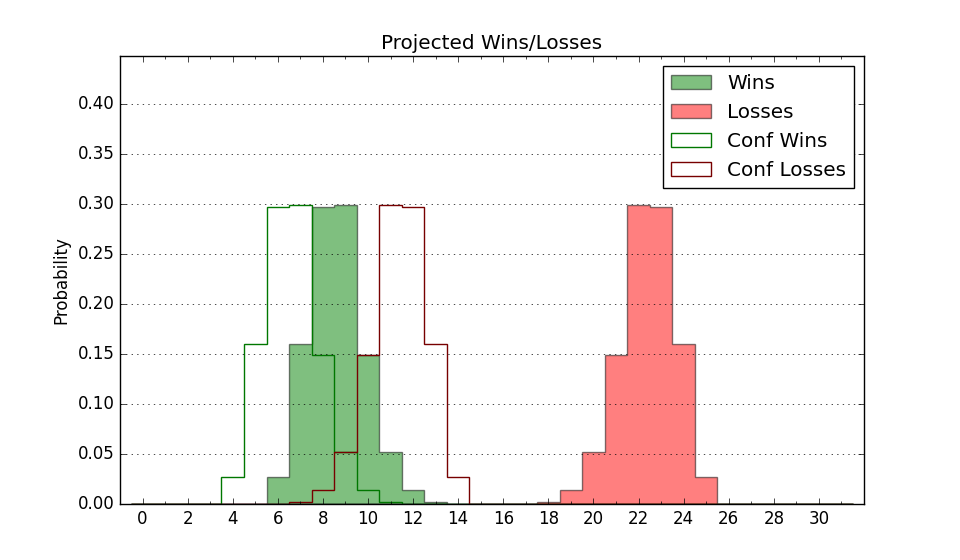 Projected Wins/Losses
Wins
Losses
Conf Wins
Conf Losses
Probability
0.40
0.35
0.30
0.25
0.20
0.15
0.10
0.05
0.00
0 2 4 6 8 10 12 14 16 18 20 22 24 26 28 30